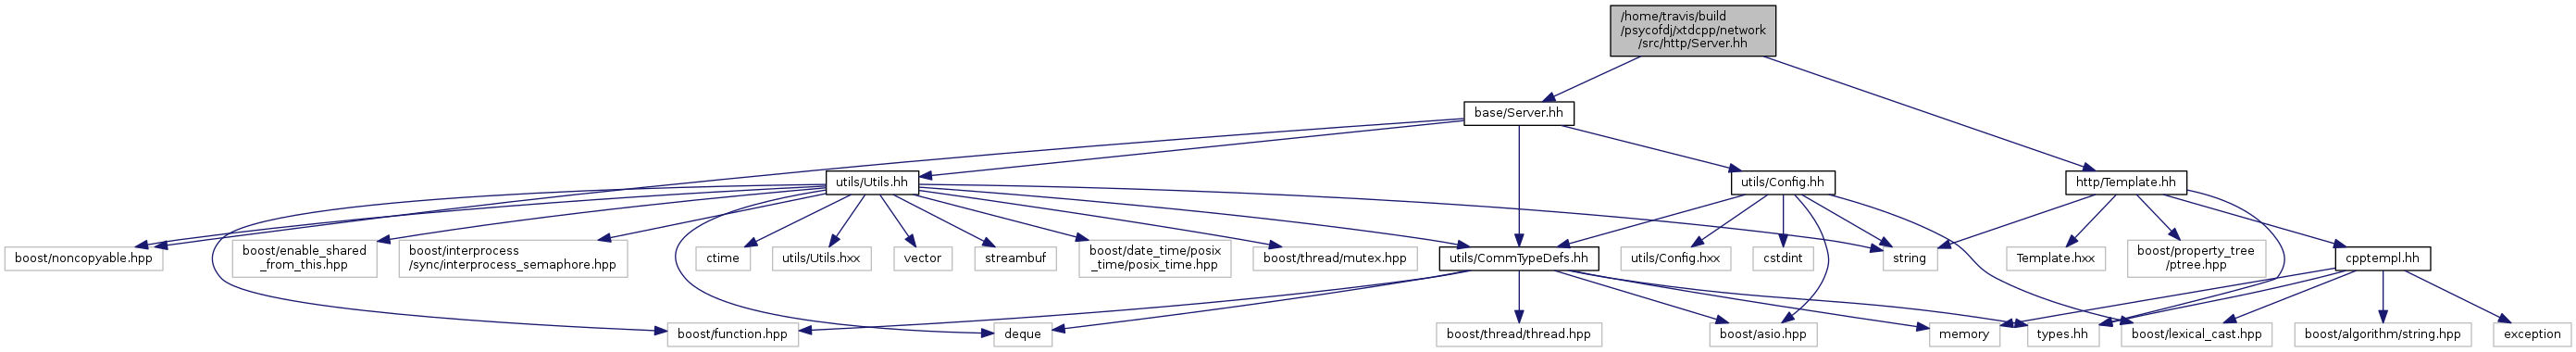 /home/travis/build
/psycofdj/xtdcpp/network
/src/http/Server.hh
base/Server.hh
utils/Utils.hh
utils/Config.hh
http/Template.hh
boost/noncopyable.hpp
boost/enable_shared
_from_this.hpp
boost/interprocess
/sync/interprocess_semaphore.hpp
ctime
utils/Utils.hxx
vector
streambuf
boost/date_time/posix
_time/posix_time.hpp
boost/thread/mutex.hpp
utils/CommTypeDefs.hh
utils/Config.hxx
cstdint
string
Template.hxx
boost/property_tree
/ptree.hpp
cpptempl.hh
boost/function.hpp
deque
boost/thread/thread.hpp
boost/asio.hpp
memory
types.hh
boost/lexical_cast.hpp
boost/algorithm/string.hpp
exception